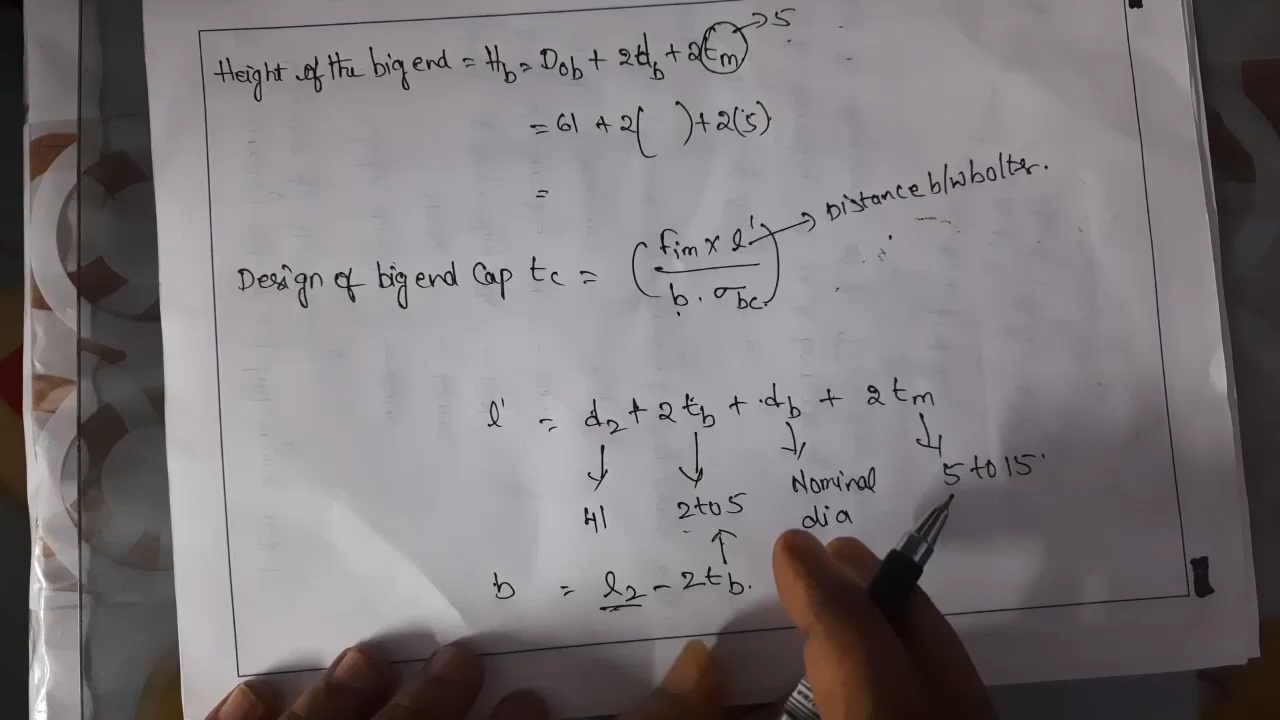 Height of the big end = Hb = Dob + 2db + 2tm → 5
= 61 + 2( ) + 2(5)
=
Design of big end Cap tc = (fim x l' / b . σbc) → Distance b/w bolts.
l' = d2 + 2tb + db + 2tm
41 2 to 5 Nominal dia 5 to 15
b = l2 - 2tb.